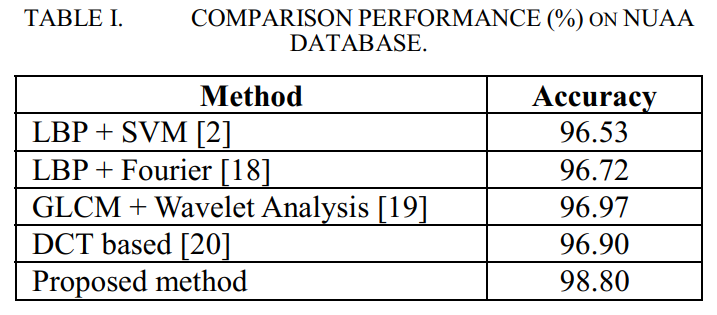 TABLE I. COMPARISON PERFORMANCE (%) ON NUAA
DATABASE.
Method Accuracy
LBP + SVM [2] 96.53
LBP + Fourier [18] 96.72
GLCM + Wavelet Analysis [19] 96.97
DCT based [20] 96.90
Proposed method 98.80